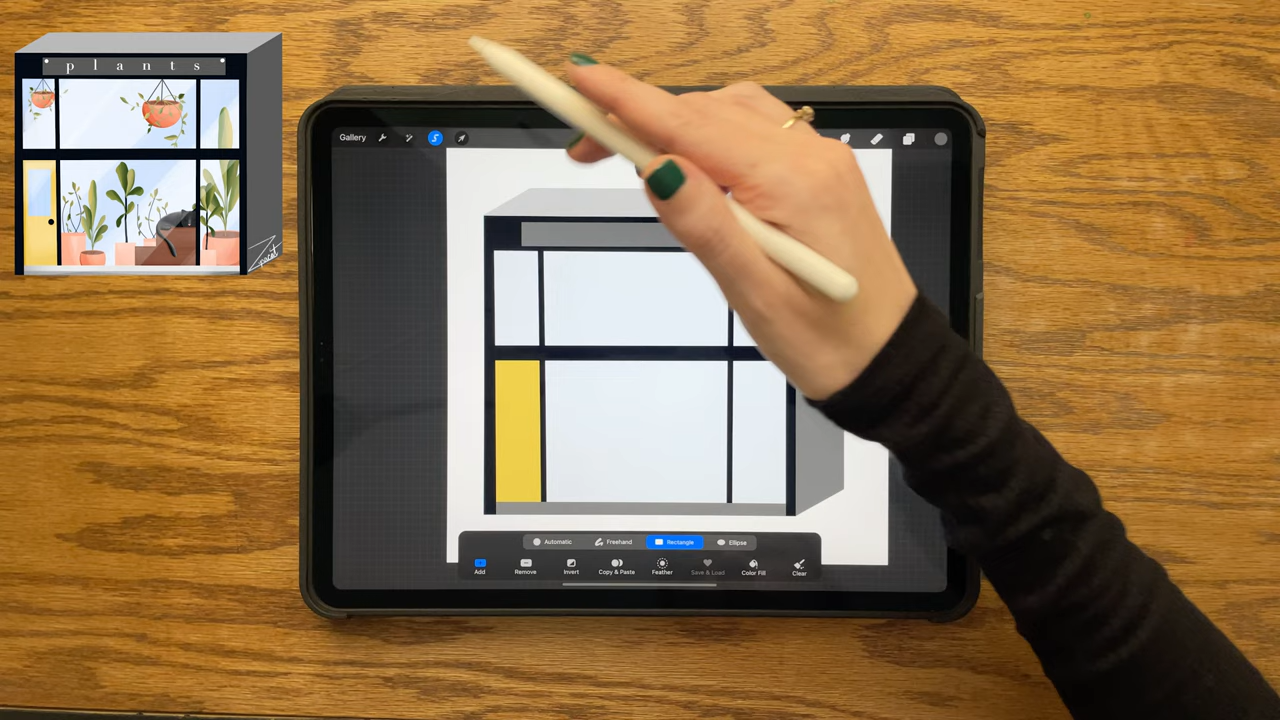 p l a n t s
Gallery
Automatic
Freehand
Rectangle
Ellipse
Add
Remove
Invert
Copy & Paste
Feather
Save & Load
Color Fill
Clear